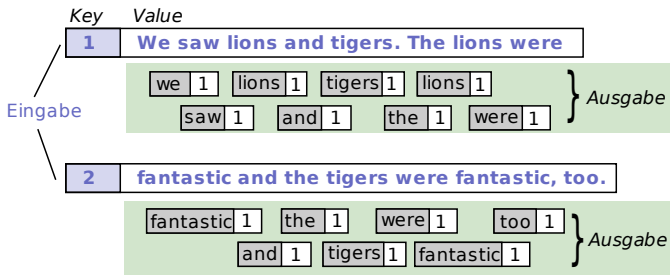 Key Value
1 We saw lions and tigers. The lions were
we 1 lions 1 tigers 1 lions 1
Ausgabe
Eingabe
saw 1 and 1 the 1 were 1
2 fantastic and the tigers were fantastic, too.
fantastic 1 the 1 were 1 too 1
Ausgabe
and 1 tigers 1 fantastic 1